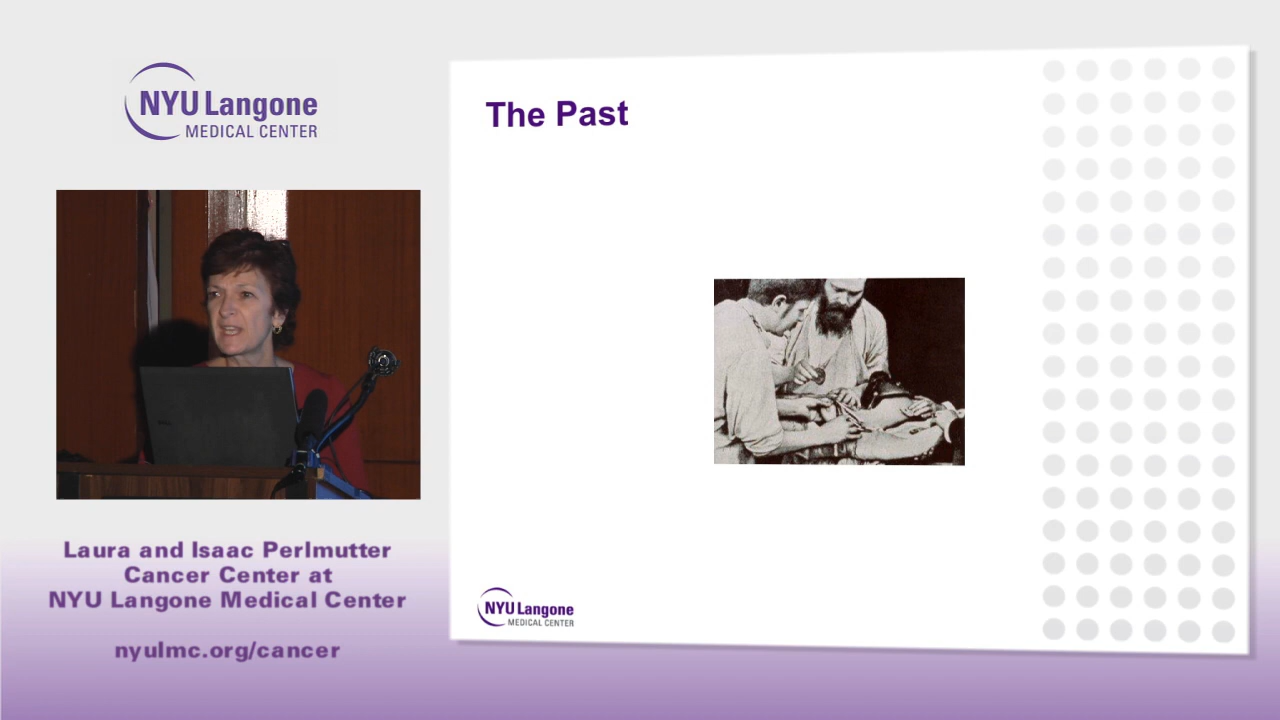 NYU Langone
MEDICAL CENTER
Laura and Isaac Perlmutter
Cancer Center at
NYU Langone Medical Center
nyulmc.org/cancer
The Past
NYU Langone
MEDICAL CENTER